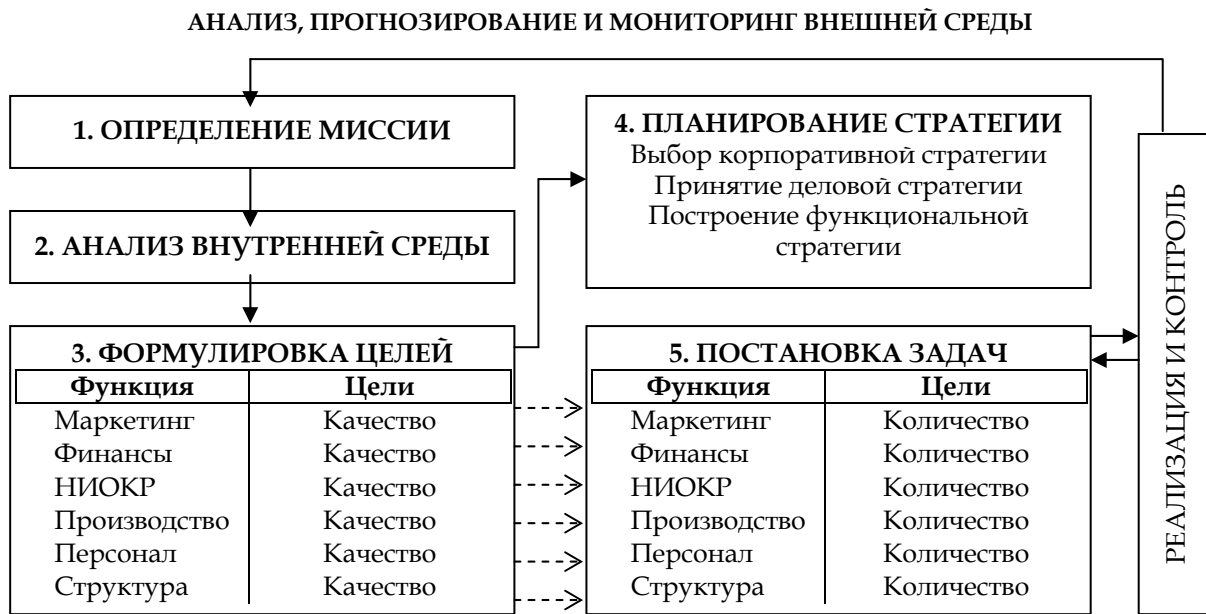 АНАЛИЗ, ПРОГНОЗИРОВАНИЕ И МОНИТОРИНГ ВНЕШНЕЙ СРЕДЫ
1. ОПРЕДЕЛЕНИЕ МИССИИ
2. АНАЛИЗ ВНУТРЕННЕЙ СРЕДЫ
3. ФОРМУЛИРОВКА ЦЕЛЕЙ
Функция Цели
Маркетинг Качество
Финансы Качество
НИОКР Качество
Производство Качество
Персонал Качество
Структура Качество
4. ПЛАНИРОВАНИЕ СТРАТЕГИИ
Выбор корпоративной стратегии
Принятие деловой стратегии
Построение функциональной
стратегии
5. ПОСТАНОВКА ЗАДАЧ
Функция Цели
Маркетинг Количество
Финансы Количество
НИОКР Количество
Производство Количество
Персонал Количество
Структура Количество
РЕАЛИЗАЦИЯ И КОНТРОЛЬ